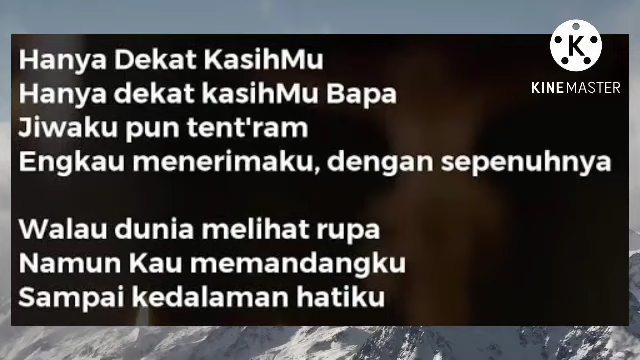 Hanya Dekat KasihMu
Hanya dekat kasihMu Bapa
Jiwaku pun tent'ram
Engkau menerimaku, dengan sepenuhnya
Walau dunia melihat rupa
Namun Kau memandangku
Sampai kedalaman hatiku
K
KINEMASTER